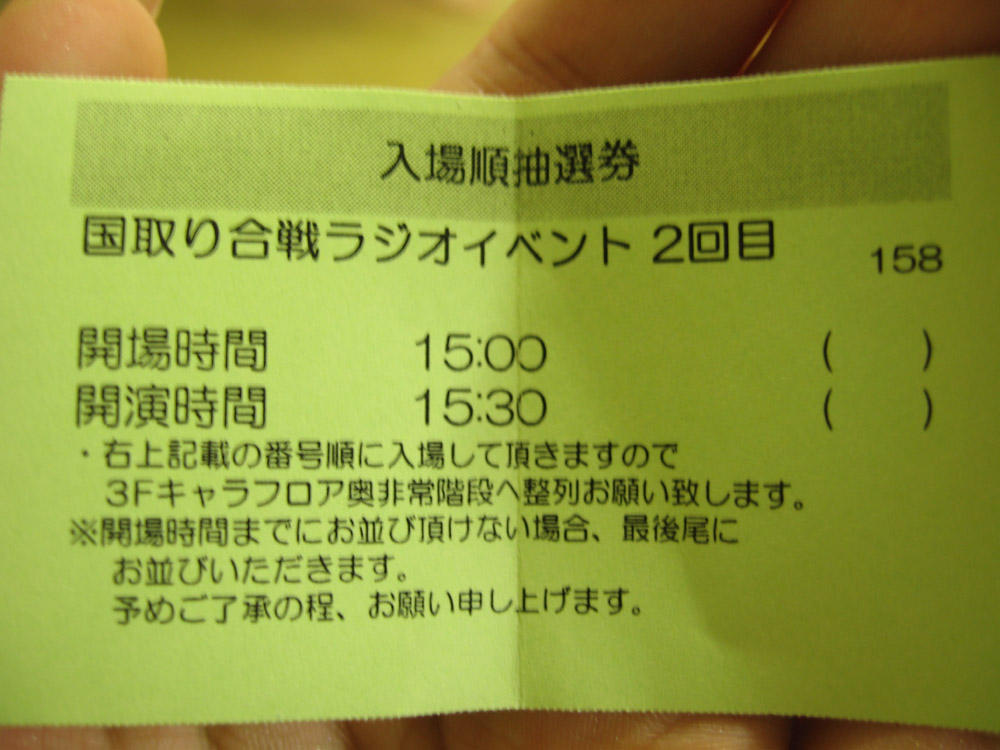 入場順抽選券
国取り合戦ラジオイベント 2回目 158
開場時間 15:00 ( )
開演時間 15:30 ( )
・右上記載の番号順に入場して頂きますので
3Fキャラフロア奥非常階段へ整列お願い致します。
※開場時間までにお並び頂けない場合、最後尾に
お並びいただきます。
予めご了承の程、お願い申し上げます。